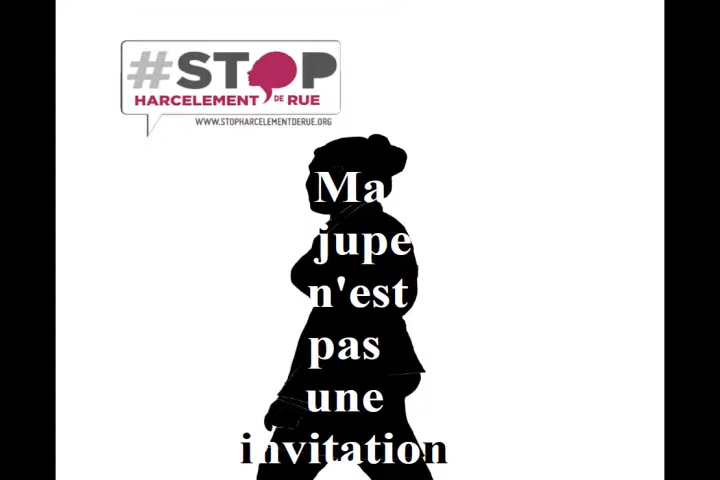 #STOP
HARCELEMENT DE RUE
WWW.STOPHARCELEMENTDERUE.ORG
Ma
jupe
n'est
pas
une
invitation